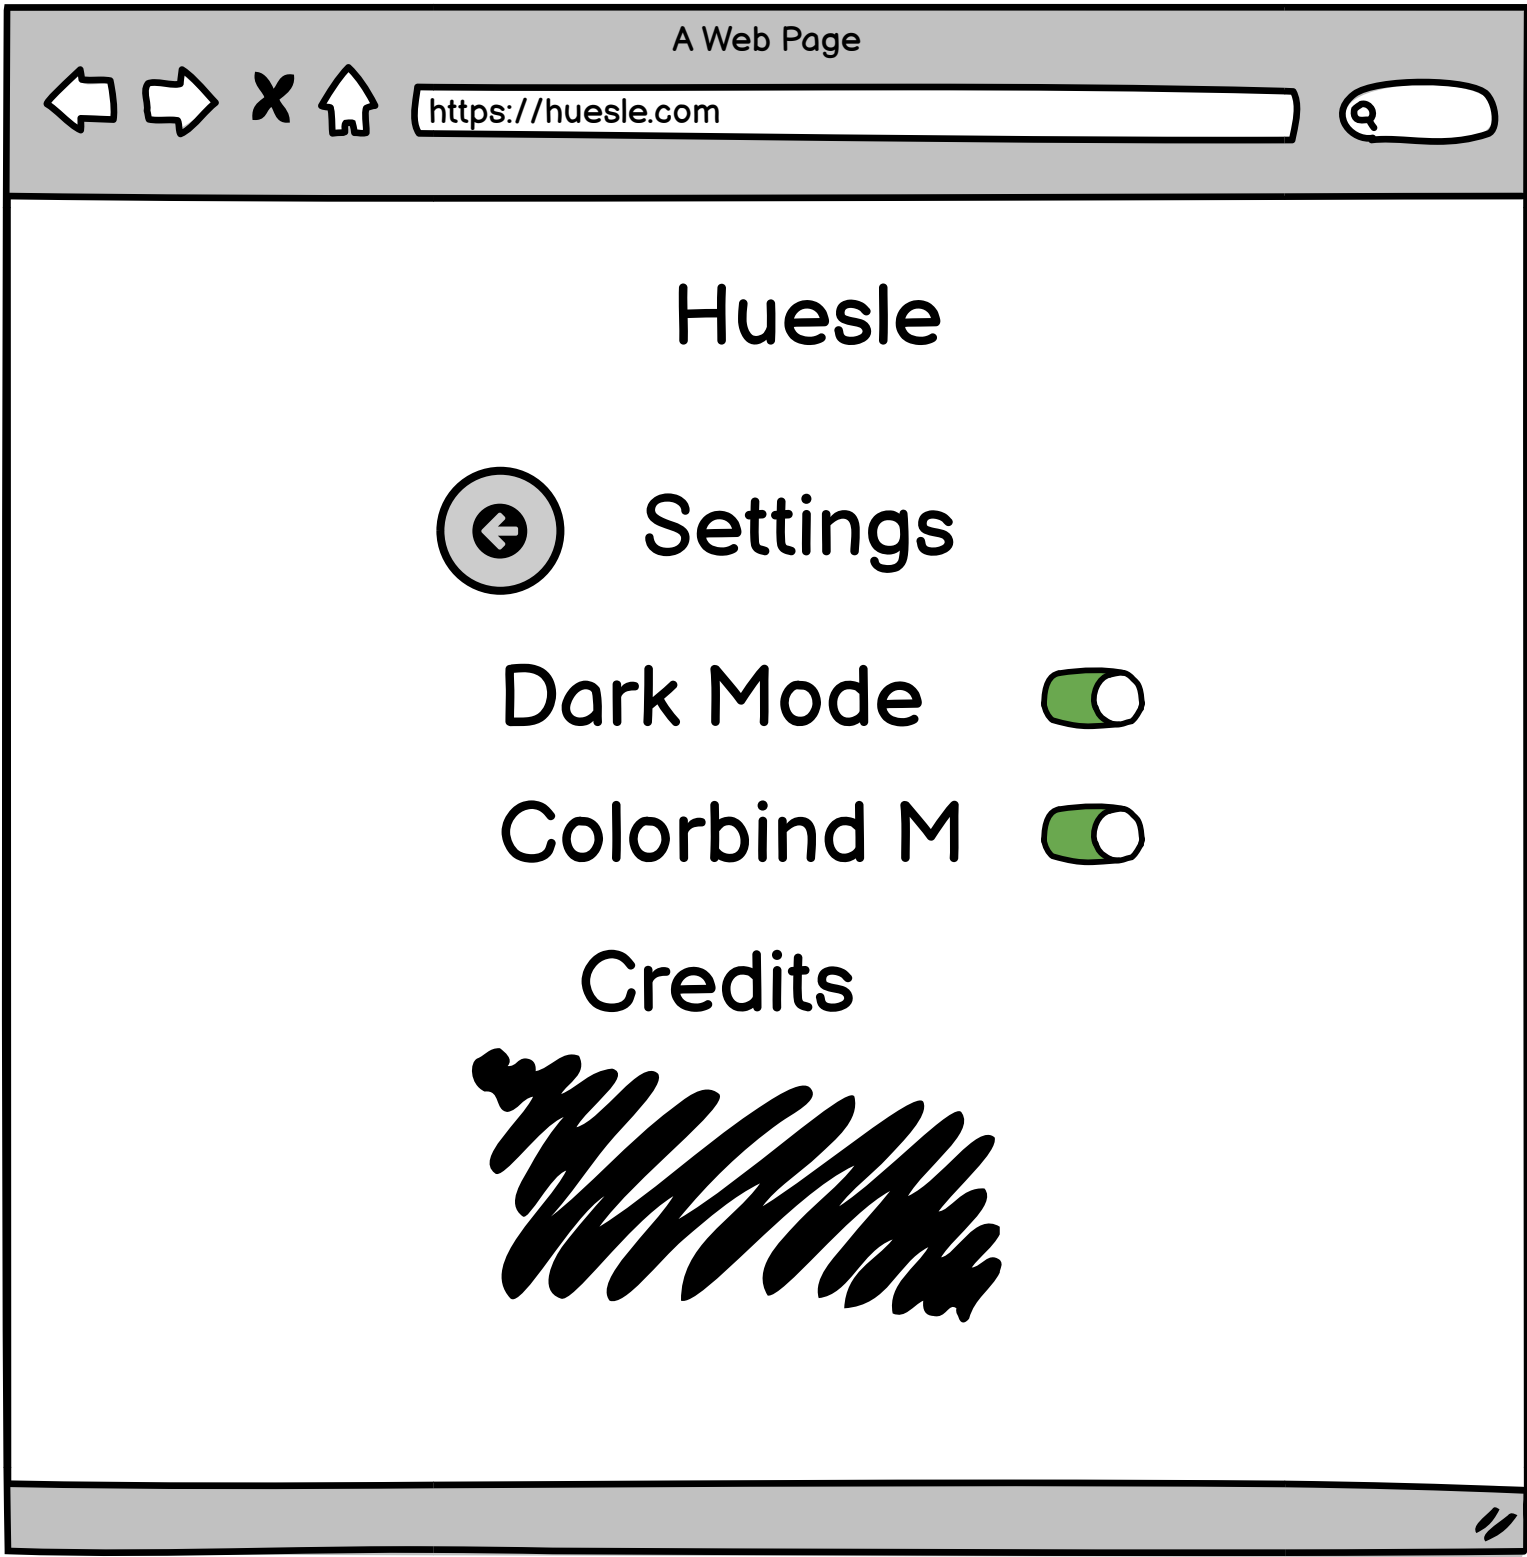 A Web Page
https://huesle.com
Huesle
Settings
Dark Mode
Colorbind M
Credits